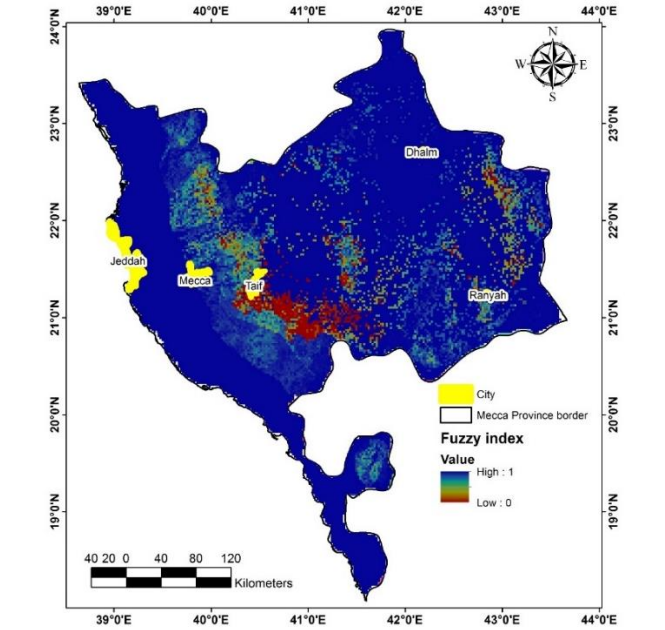 39°0'E 40°0'E 41°0'E 42°0'E 43°0'E 44°0'E
24°0'N 24°0'N
N
W E
S
23°0'N 23°0'N
Dhalm
22°0'N 22°0'N
Jeddah
Mecca
Taif
Ranyah
21°0'N 21°0'N
20°0'N 20°0'N
City
Mecca Province border
Fuzzy index
Value
High : 1
Low : 0
19°0'N 19°0'N
40 20 0 40 80 120
Kilometers
39°0'E 40°0'E 41°0'E 42°0'E 43°0'E 44°0'E